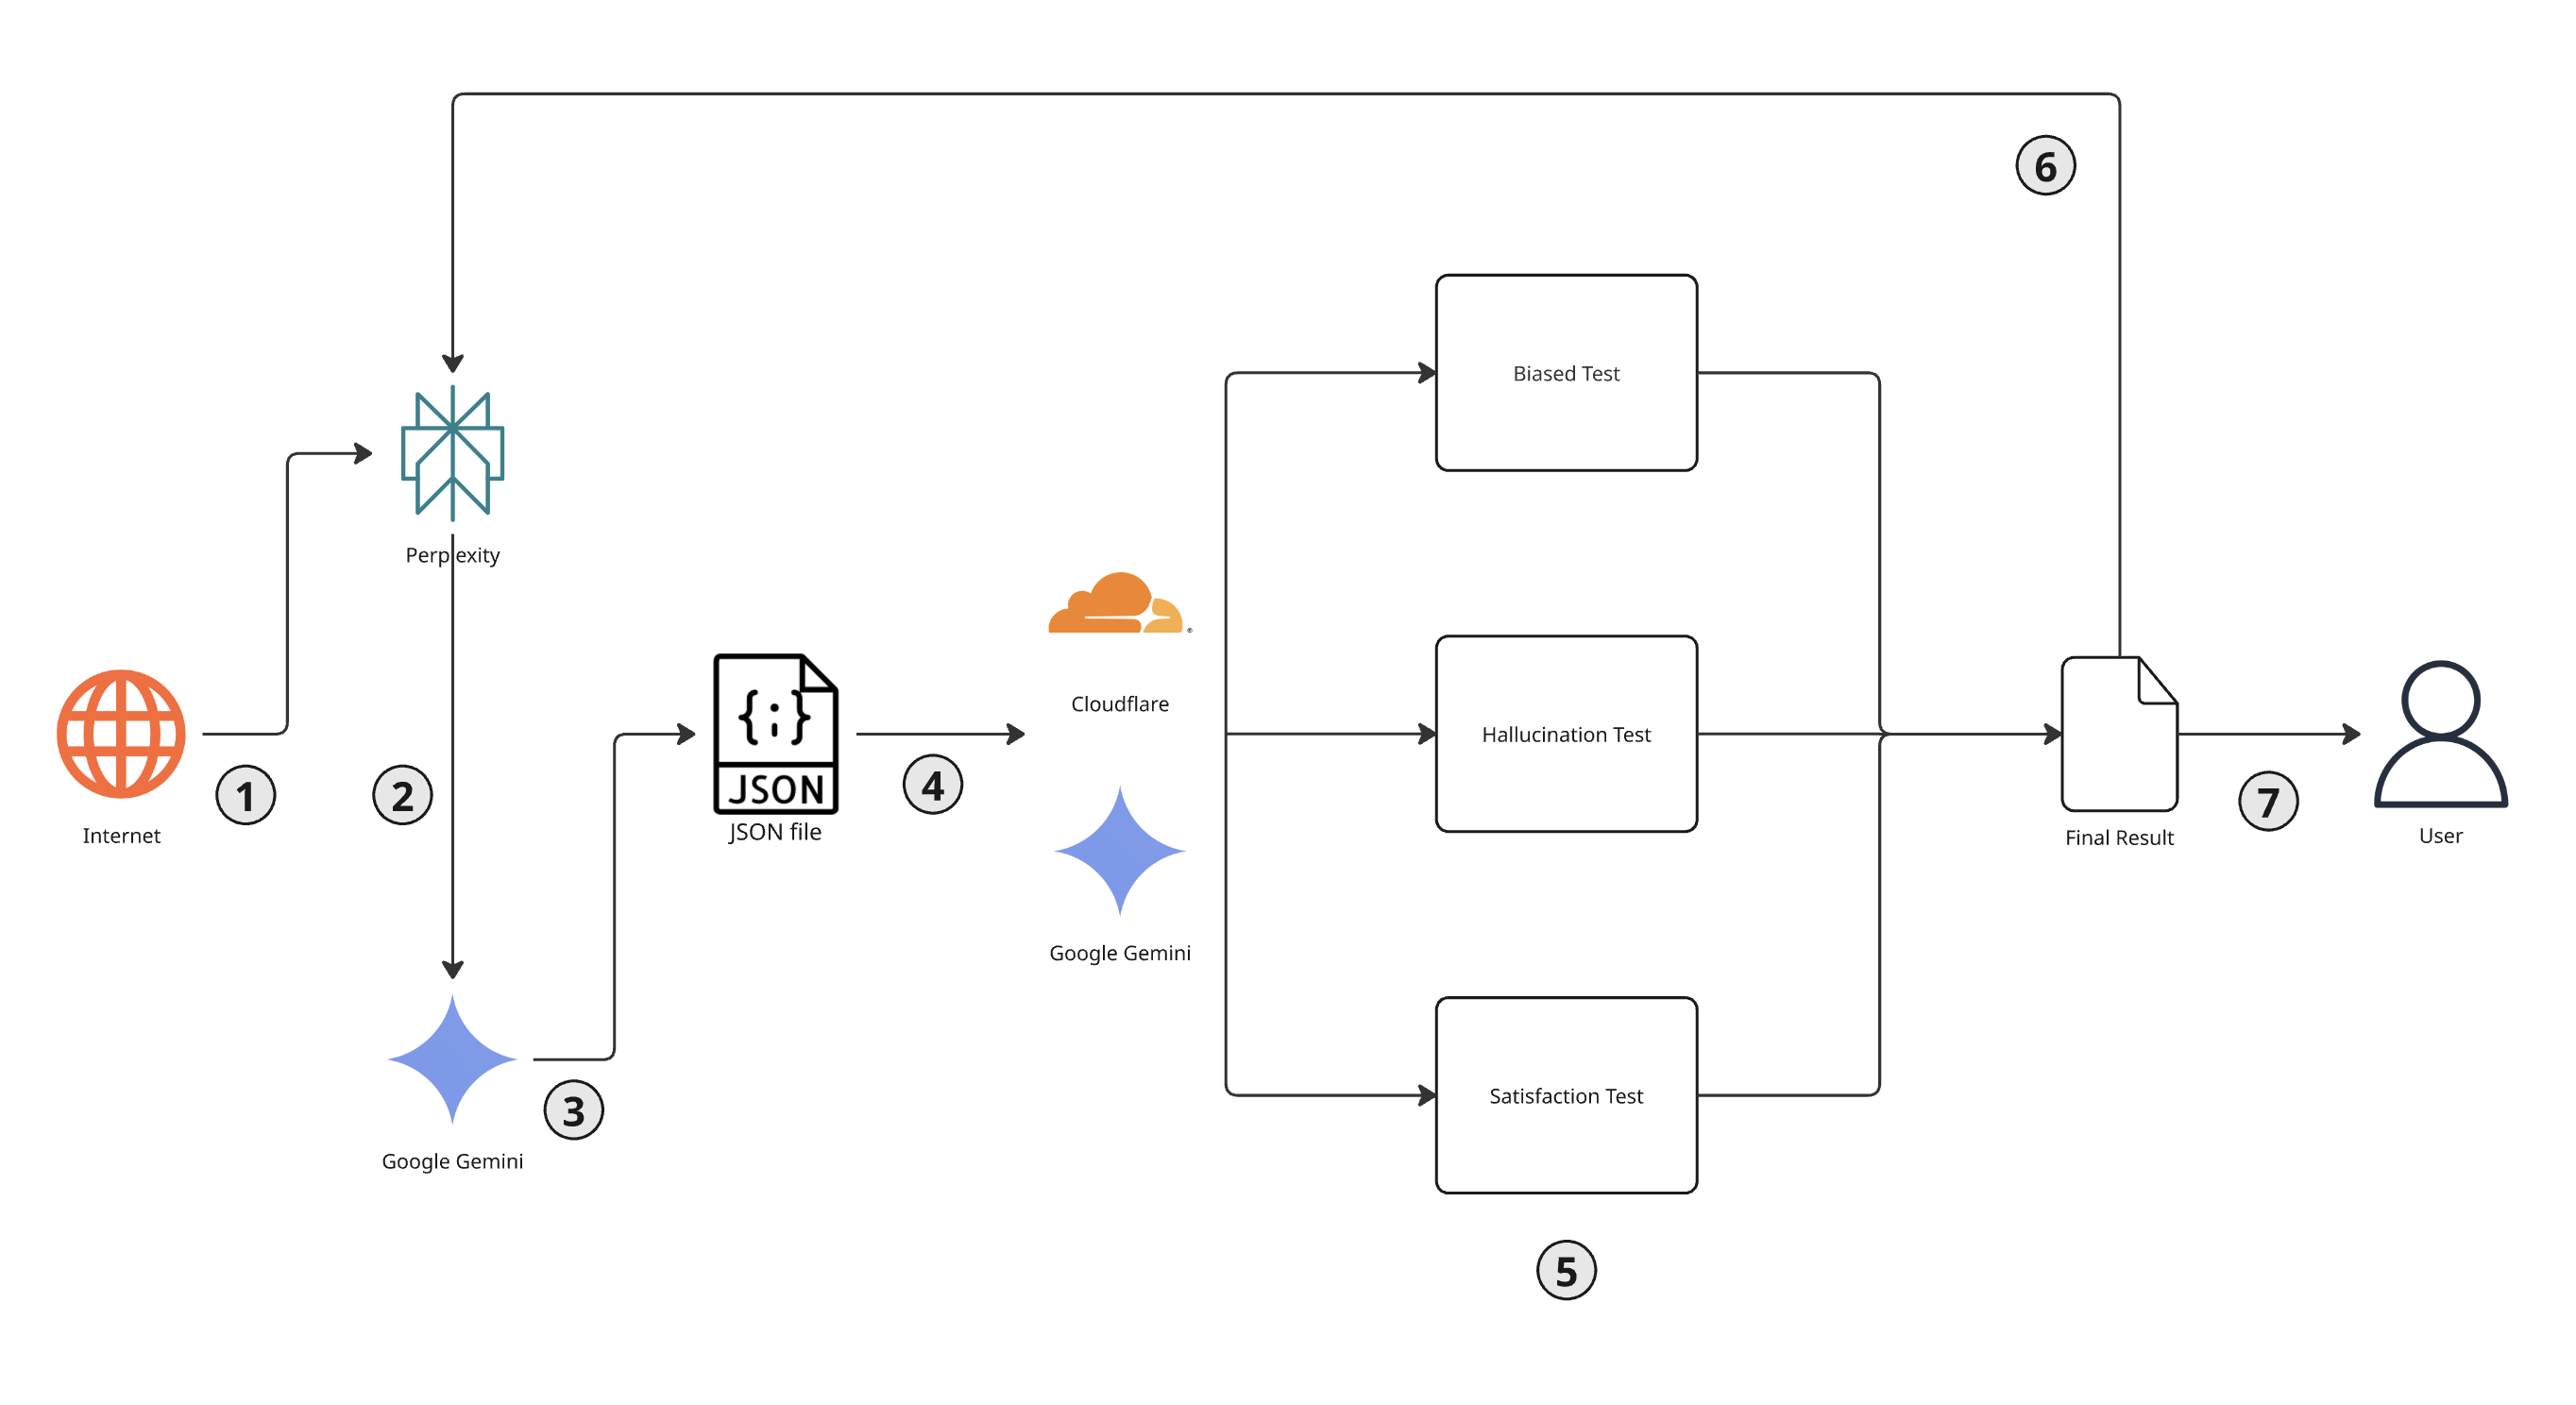 6
Biased Test
Perplexity
Cloudflare
Hallucination Test
1
Internet
2
{;}
JSON
JSON file
4
Google Gemini
Final Result
7
User
3
Google Gemini
Satisfaction Test
5
®